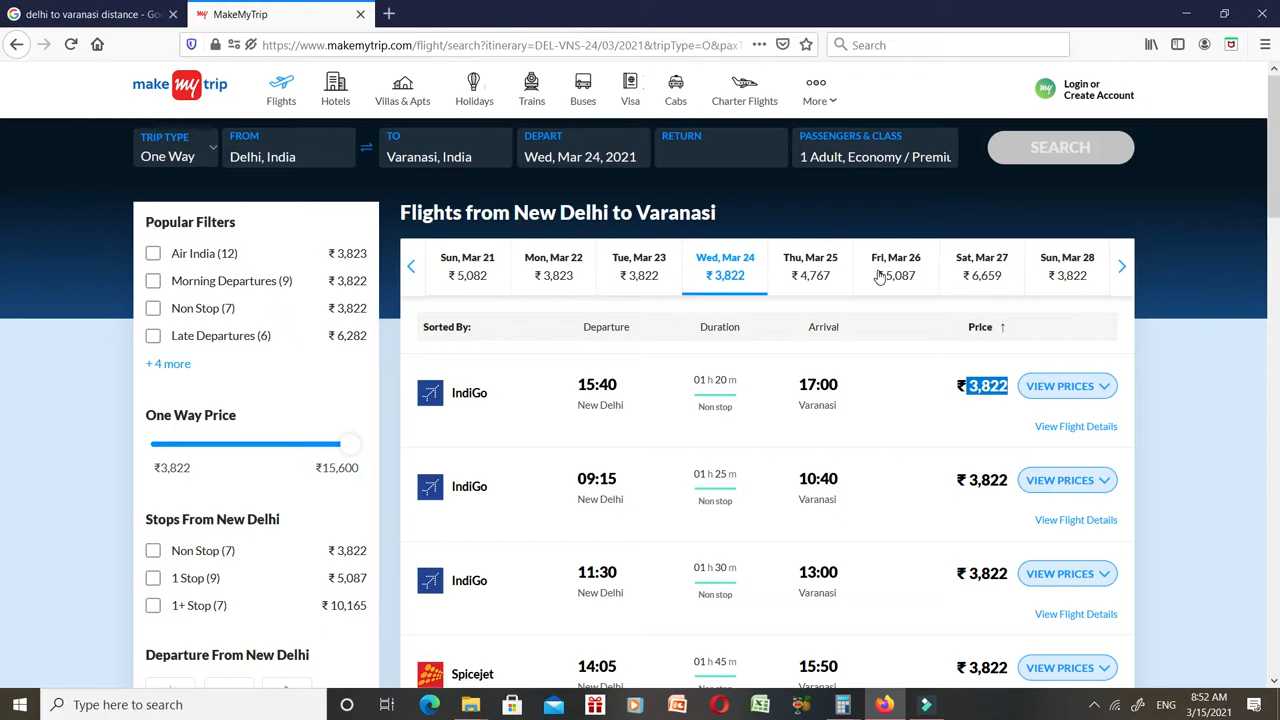 delhi to varanasi distance - Goo
MakeMyTrip
https://www.makemytrip.com/flight/search?itinerary=DEL-VNS-24/03/2021&tripType=O&paxT
Search
make my trip
Flights
Hotels
Villas & Apts
Holidays
Trains
Buses
Visa
Cabs
Charter Flights
More
my
Login or
Create Account
TRIP TYPE
One Way
FROM
Delhi, India
TO
Varanasi, India
DEPART
Wed, Mar 24, 2021
RETURN
PASSENGERS & CLASS
1 Adult, Economy / Premiu
SEARCH
Popular Filters
Air India (12) ₹ 3,823
Morning Departures (9) ₹ 3,822
Non Stop (7) ₹ 3,822
Late Departures (6) ₹ 6,282
+ 4 more
One Way Price
₹3,822 ₹15,600
Stops From New Delhi
Non Stop (7) ₹ 3,822
1 Stop (9) ₹ 5,087
1+ Stop (7) ₹ 10,165
Departure From New Delhi
Flights from New Delhi to Varanasi
Sun, Mar 21 Mon, Mar 22 Tue, Mar 23 Wed, Mar 24 Thu, Mar 25 Fri, Mar 26 Sat, Mar 27 Sun, Mar 28
₹ 5,082 ₹ 3,823 ₹ 3,822 ₹ 3,822 ₹ 4,767 5,087 ₹ 6,659 ₹ 3,822
Sorted By: Departure Duration Arrival Price ↑
IndiGo 15:40 01 h 20 m 17:00 ₹ 3,822 VIEW PRICES
New Delhi Non stop Varanasi
View Flight Details
IndiGo 09:15 01 h 25 m 10:40 ₹ 3,822 VIEW PRICES
New Delhi Non stop Varanasi
View Flight Details
IndiGo 11:30 01 h 30 m 13:00 ₹ 3,822 VIEW PRICES
New Delhi Non stop Varanasi
View Flight Details
Spicejet 14:05 01 h 45 m 15:50 ₹ 3,822 VIEW PRICES
New Delhi Varanasi
Type here to search
ENG
8:52 AM
3/15/2021